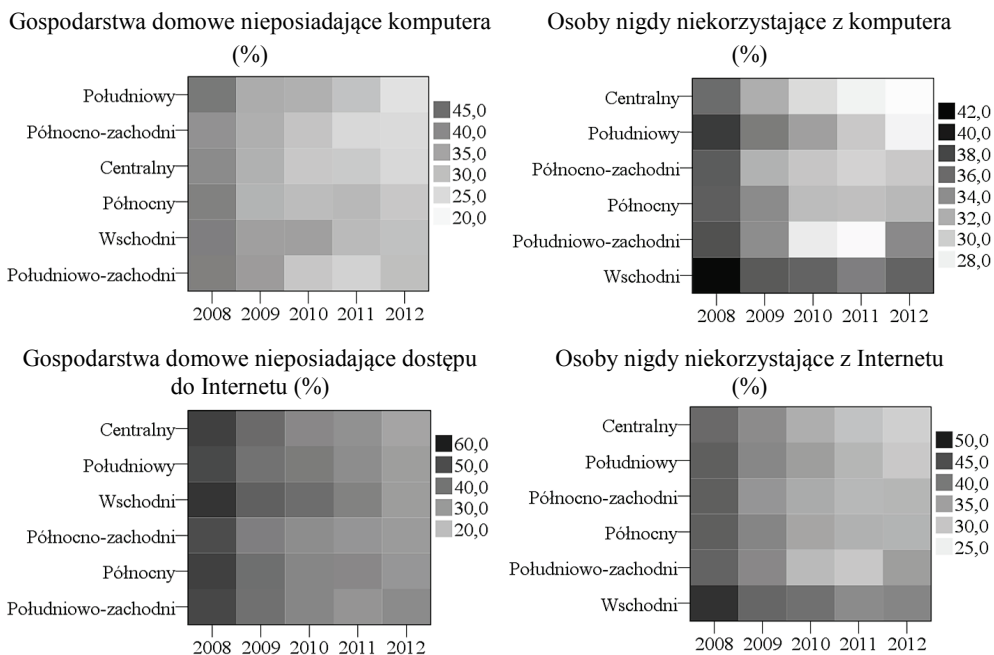 Gospodarstwa domowe nieposiadające komputera
(%)
Południowy
Północno-zachodni
Centralny
Północny
Wschodni
Południowo-zachodni
2008 2009 2010 2011 2012
45,0
40,0
35,0
30,0
25,0
20,0
Osoby nigdy niekorzystające z komputera
(%)
Centralny
Południowy
Północno-zachodni
Północny
Południowo-zachodni
Wschodni
2008 2009 2010 2011 2012
42,0
40,0
38,0
36,0
34,0
32,0
30,0
28,0
Gospodarstwa domowe nieposiadające dostępu
do Internetu (%)
Centralny
Południowy
Wschodni
Północno-zachodni
Północny
Południowo-zachodni
2008 2009 2010 2011 2012
60,0
50,0
40,0
30,0
20,0
Osoby nigdy niekorzystające z Internetu
(%)
Centralny
Południowy
Północno-zachodni
Północny
Południowo-zachodni
Wschodni
2008 2009 2010 2011 2012
50,0
45,0
40,0
35,0
30,0
25,0